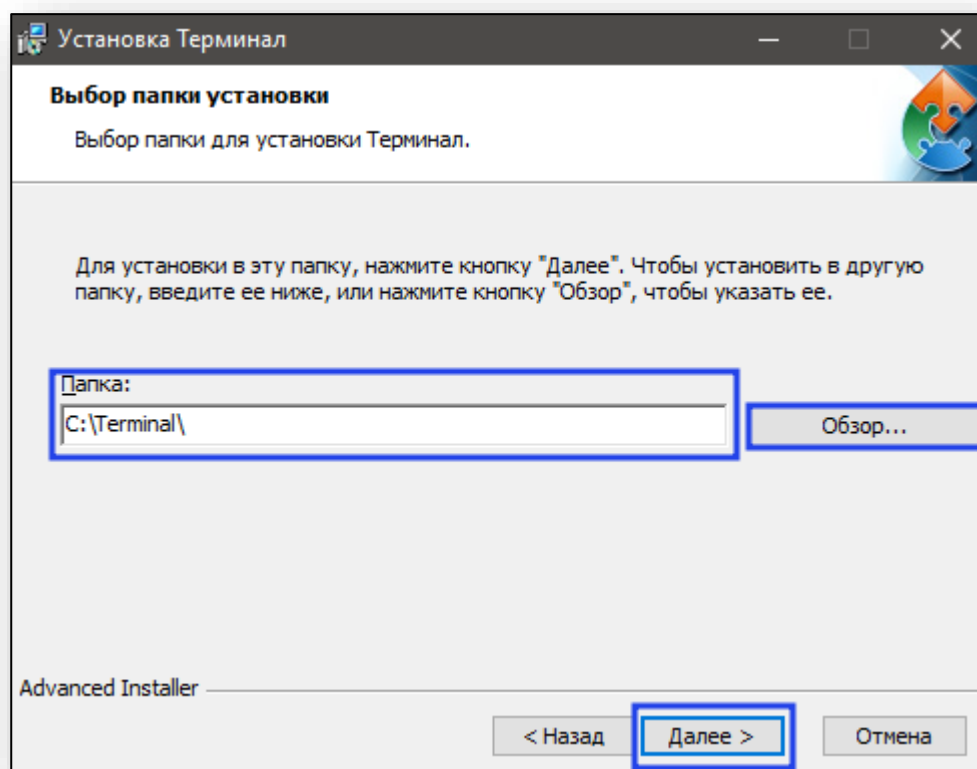 Установка Терминал
Выбор папки установки
Выбор папки для установки Терминал.
Для установки в эту папку, нажмите кнопку "Далее". Чтобы установить в другую
папку, введите ее ниже, или нажмите кнопку "Обзор", чтобы указать ее.
Папка:
C:\Terminal\
Обзор...
Advanced Installer
< Назад
Далее >
Отмена